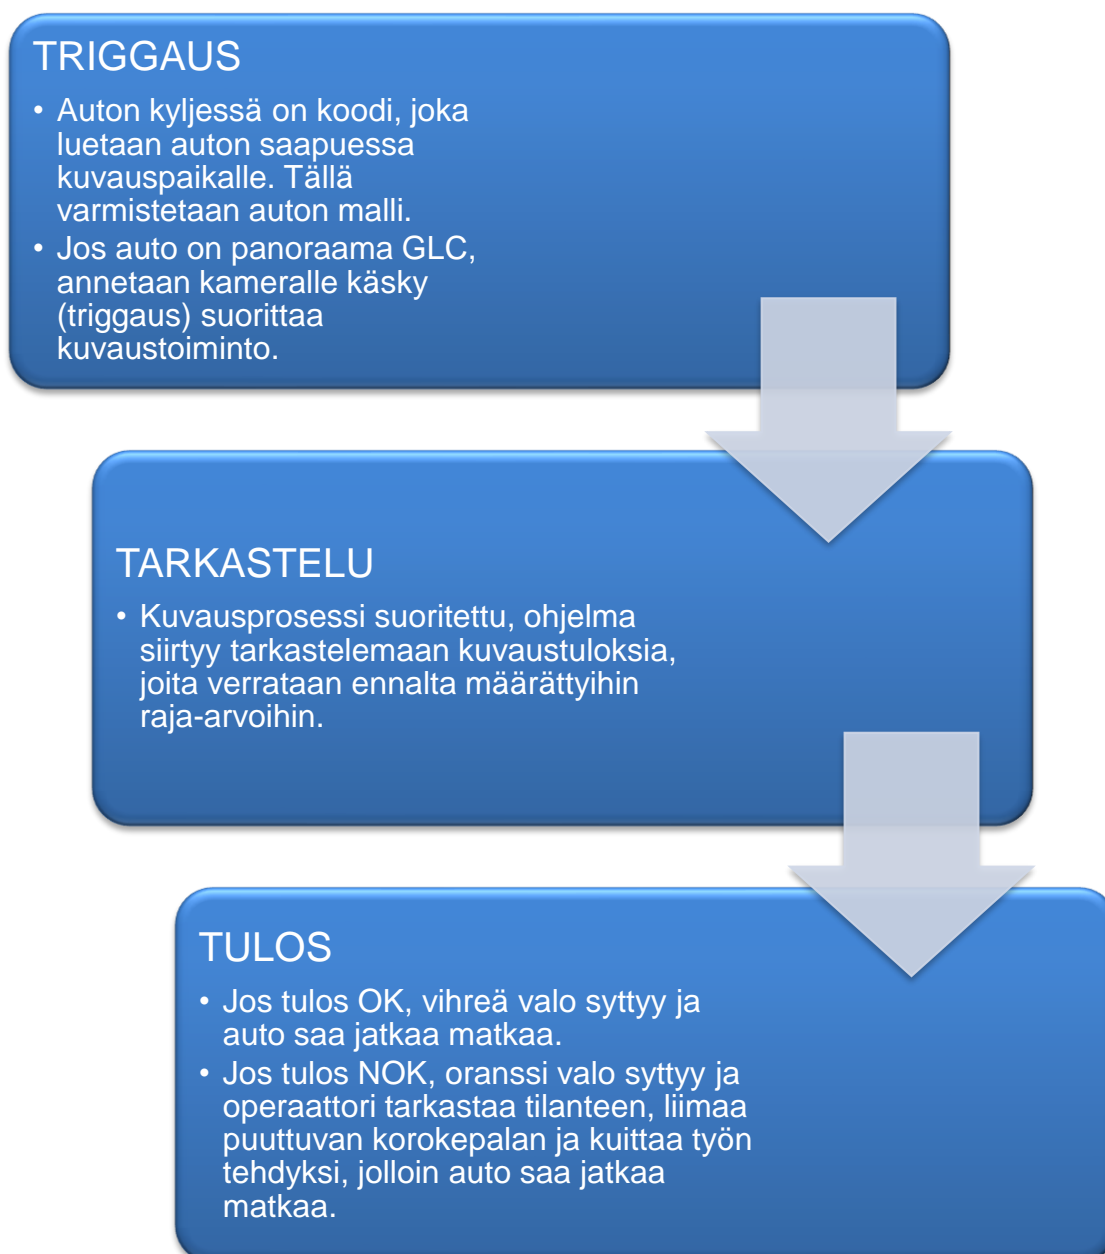 TRIGGAUS
• Auton kyljessä on koodi, joka
luetaan auton saapuessa
kuvauspaikalle. Tällä
varmistetaan auton malli.
• Jos auto on panoraama GLC,
annetaan kameralle käsky
(triggaus) suorittaa
kuvaustoiminto.
TARKASTELU
• Kuvausprosessi suoritettu, ohjelma
siirtyy tarkastelemaan kuvaustuloksia,
joita verrataan ennalta määrättyihin
raja-arvoihin.
TULOS
• Jos tulos OK, vihreä valo syttyy ja
auto saa jatkaa matkaa.
• Jos tulos NOK, oranssi valo syttyy ja
operaattori tarkastaa tilanteen, liimaa
puuttuvan korokepalan ja kuittaa työn
tehdyksi, jolloin auto saa jatkaa
matkaa.